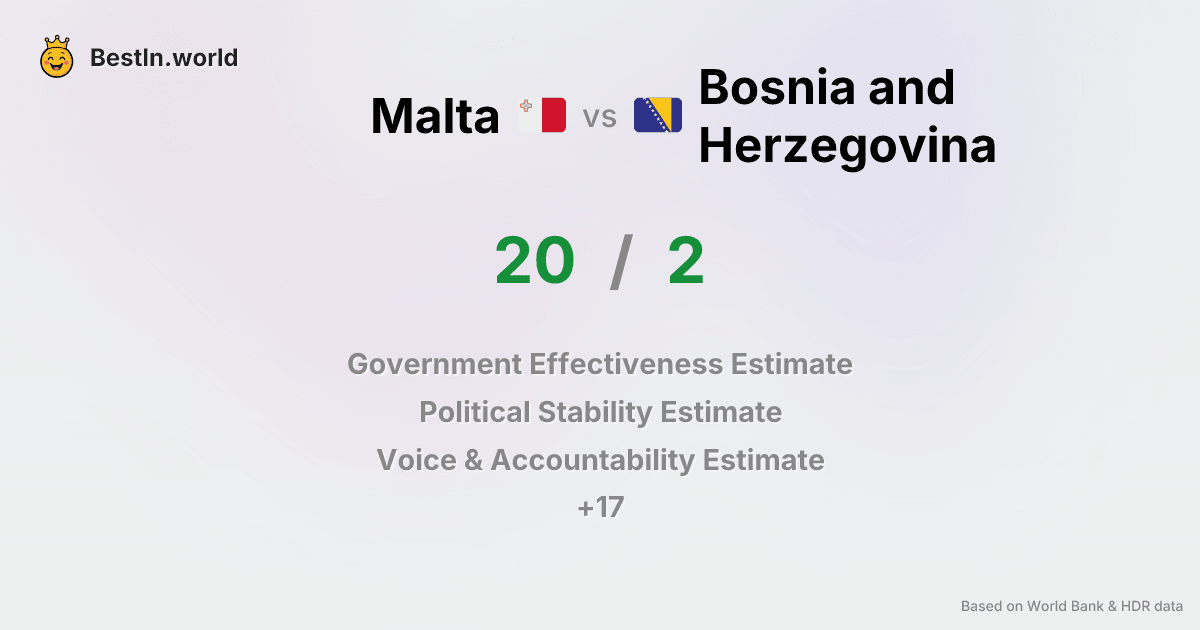 BestIn.world
Malta vs Bosnia and
Herzegovina
20 / 2
Government Effectiveness Estimate
Political Stability Estimate
Voice & Accountability Estimate
+17
Based on World Bank & HDR data